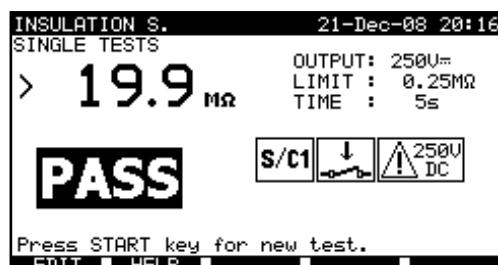 INSULATION S. 21-Dec-08 20:16
SINGLE TESTS
> 19.9 MΩ
OUTPUT: 250V⎓
LIMIT : 0.25MΩ
TIME : 5s
PASS
S/C1
250V
DC
Press START key for new test.
EDIT HELP